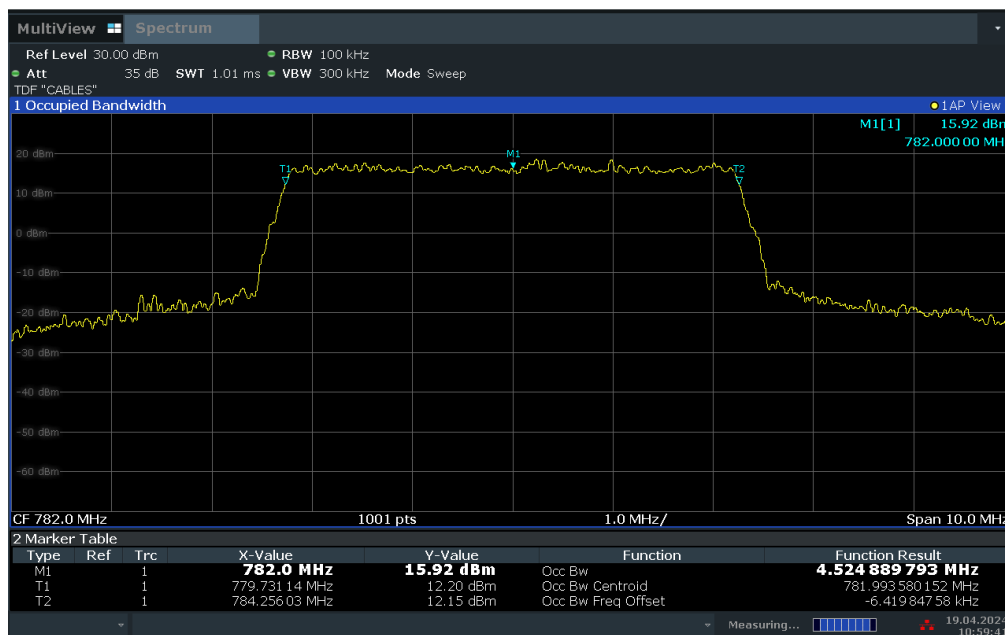 MultiView Spectrum
Ref Level 30.00 dBm RBW 100 kHz
Att 35 dB SWT 1.01 ms VBW 300 kHz Mode Sweep
TDF "CABLES"
1 Occupied Bandwidth 1AP View
M1[1] 15.92 dBm
782.000 00 MH
20 dBm
M1
T1
T2
10 dBm
0 dBm
-10 dBm
-20 dBm
-30 dBm
-40 dBm
-50 dBm
-60 dBm
CF 782.0 MHz 1001 pts 1.0 MHz/ Span 10.0 MHz
2 Marker Table
Type Ref Trc X-Value Y-Value Function Function Result
M1 1 782.0 MHz 15.92 dBm Occ Bw 4.524 889 793 MHz
T1 1 779.731 14 MHz 12.20 dBm Occ Bw Centroid 781.993 580 152 MHz
T2 1 784.256 03 MHz 12.15 dBm Occ Bw Freq Offset -6.419 847 58 kHz
Measuring... 19.04.2024
10:59:41